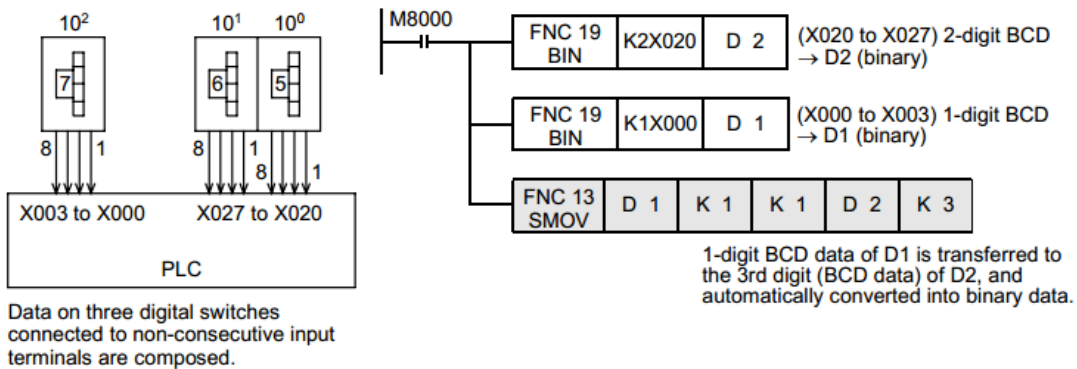 10²
10¹ 10⁰
7
6 5
8 1
8 1
8 1
X003 to X000 X027 to X020
PLC
Data on three digital switches
connected to non-consecutive input
terminals are composed.
M8000
FNC 19
BIN
K2X020
D 2
(X020 to X027) 2-digit BCD
→ D2 (binary)
FNC 19
BIN
K1X000
D 1
(X000 to X003) 1-digit BCD
→ D1 (binary)
FNC 13
SMOV
D 1
K 1
K 1
D 2
K 3
1-digit BCD data of D1 is transferred to
the 3rd digit (BCD data) of D2, and
automatically converted into binary data.